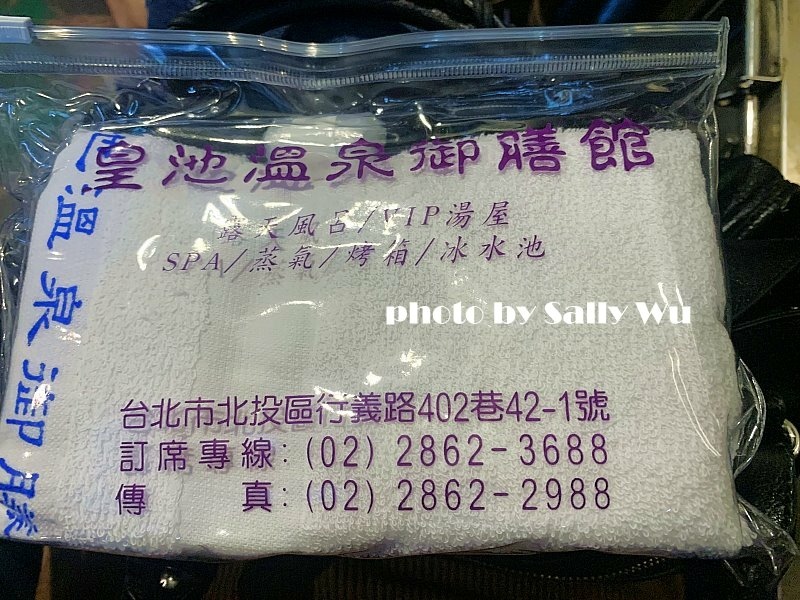 皇池溫泉御膳館
露天風呂/VIP湯屋
SPA/蒸氣/烤箱/冰水池
photo by Sally Wu
台北市北投區行義路402巷42-1號
訂席專線:(02)2862-3688
傳真:(02)2862-2988
溫泉御膳